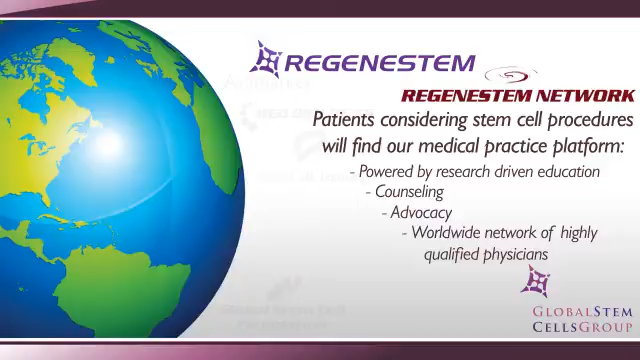 REGENESTEM
REGENESTEM NETWORK
Patients considering stem cell procedures
will find our medical practice platform:
- Powered by research driven education
- Counseling
- Advocacy
- Worldwide network of highly
qualified physicians
GLOBALSTEM
CELLSGROUP